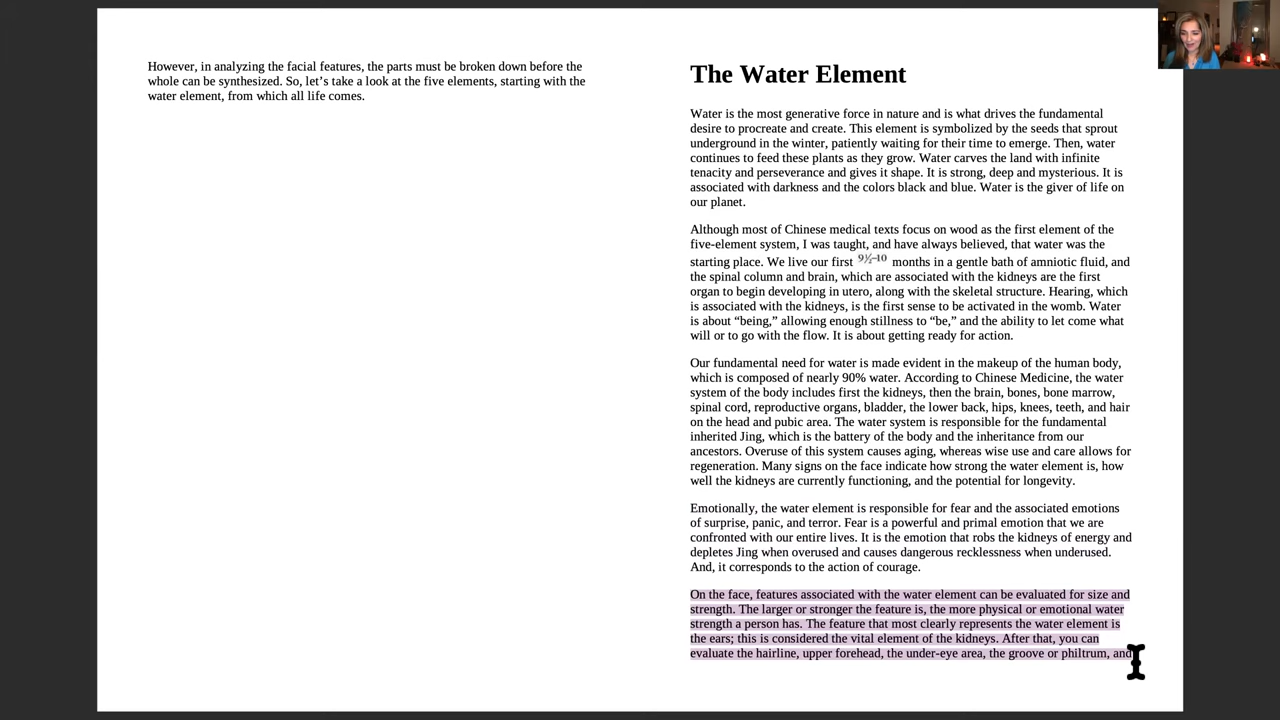 However, in analyzing the facial features, the parts must be broken down before the
whole can be synthesized. So, let’s take a look at the five elements, starting with the
water element, from which all life comes.
The Water Element
Water is the most generative force in nature and is what drives the fundamental
desire to procreate and create. This element is symbolized by the seeds that sprout
underground in the winter, patiently waiting for their time to emerge. Then, water
continues to feed these plants as they grow. Water carves the land with infinite
tenacity and perseverance and gives it shape. It is strong, deep and mysterious. It is
associated with darkness and the colors black and blue. Water is the giver of life on
our planet.
Although most of Chinese medical texts focus on wood as the first element of the
five-element system, I was taught, and have always believed, that water was the
starting place. We live our first 9½–10 months in a gentle bath of amniotic fluid, and
the spinal column and brain, which are associated with the kidneys are the first
organ to begin developing in utero, along with the skeletal structure. Hearing, which
is associated with the kidneys, is the first sense to be activated in the womb. Water
is about “being,” allowing enough stillness to “be,” and the ability to let come what
will or to go with the flow. It is about getting ready for action.
Our fundamental need for water is made evident in the makeup of the human body,
which is composed of nearly 90% water. According to Chinese Medicine, the water
system of the body includes first the kidneys, then the brain, bones, bone marrow,
spinal cord, reproductive organs, bladder, the lower back, hips, knees, teeth, and hair
on the head and pubic area. The water system is responsible for the fundamental
inherited Jing, which is the battery of the body and the inheritance from our
ancestors. Overuse of this system causes aging, whereas wise use and care allows for
regeneration. Many signs on the face indicate how strong the water element is, how
well the kidneys are currently functioning, and the potential for longevity.
Emotionally, the water element is responsible for fear and the associated emotions
of surprise, panic, and terror. Fear is a powerful and primal emotion that we are
confronted with our entire lives. It is the emotion that robs the kidneys of energy and
depletes Jing when overused and causes dangerous recklessness when underused.
And, it corresponds to the action of courage.
On the face, features associated with the water element can be evaluated for size and
strength. The larger or stronger the feature is, the more physical or emotional water
strength a person has. The feature that most clearly represents the water element is
the ears; this is considered the vital element of the kidneys. After that, you can
evaluate the hairline, upper forehead, the under-eye area, the groove or philtrum, and